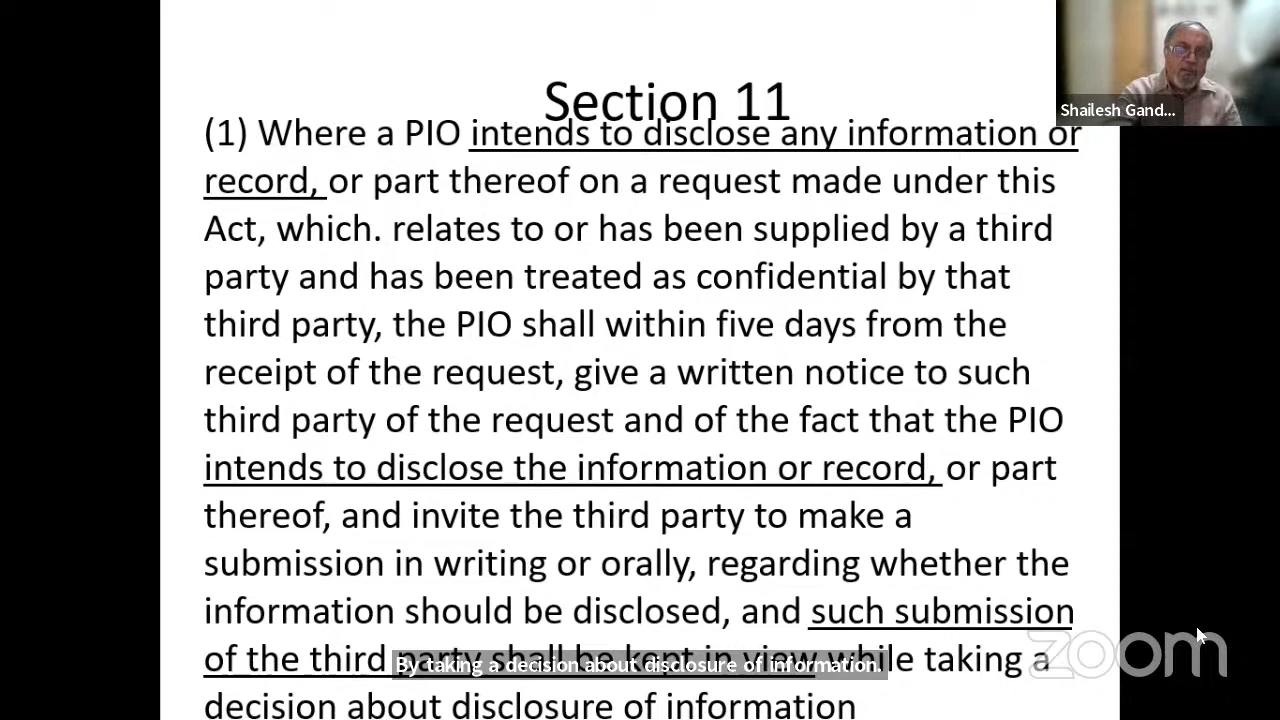 Section 11
(1) Where a PIO intends to disclose any information or
record, or part thereof on a request made under this
Act, which. relates to or has been supplied by a third
party and has been treated as confidential by that
third party, the PIO shall within five days from the
receipt of the request, give a written notice to such
third party of the request and of the fact that the PIO
intends to disclose the information or record, or part
thereof, and invite the third party to make a
submission in writing or orally, regarding whether the
information should be disclosed, and such submission
of the third party shall be kept in view while taking a
decision about disclosure of information
By taking a decision about disclosure of information.
Shailesh Gand...
zoom